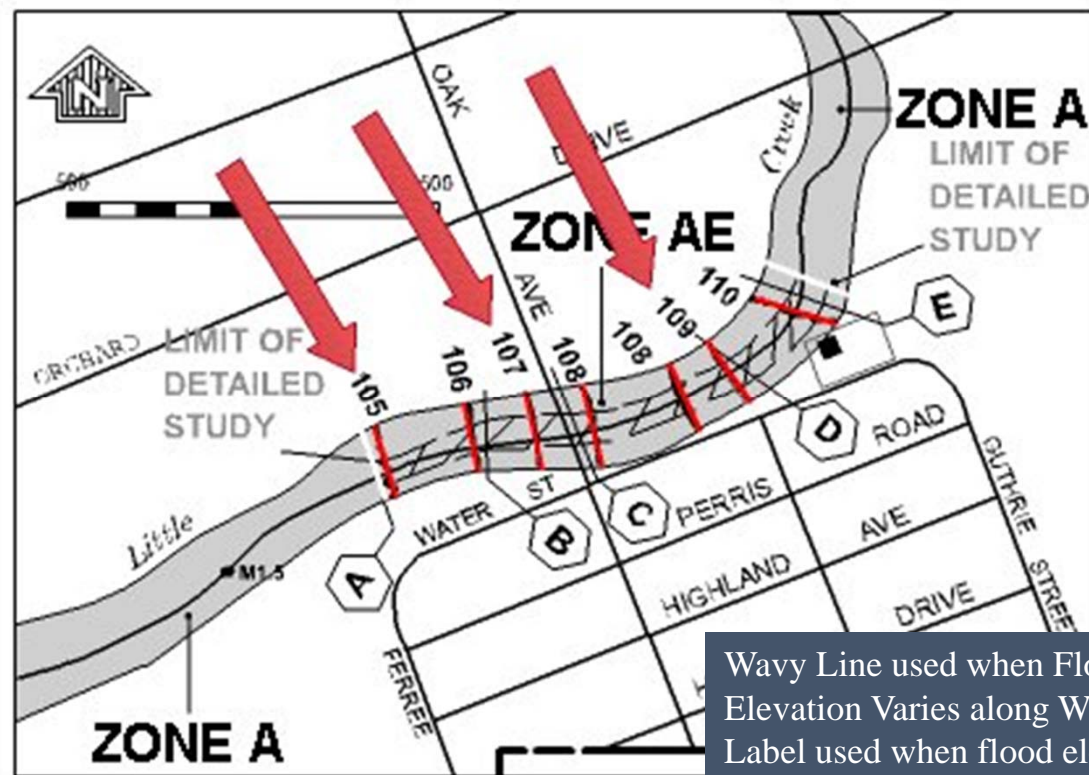 OAK
DRIVE
Creek
ZONE A
LIMIT OF
DETAILED
STUDY
500
500
ZONE AE
AVE
110
109
108
108
107
106
105
E
ORCHARD
LIMIT OF
DETAILED
STUDY
D
ROAD
GUTHRIE
STREET
C
PERRIS
ST
WATER
B
AVE
Little
A
HIGHLAND
M1.5
DRIVE
FERREE
ZONE A
N
Wavy Line used when Flo
Elevation Varies along W
Label used when flood el